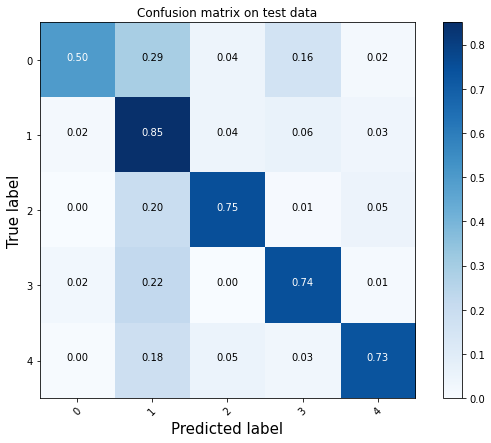 Confusion matrix on test data
0 0.50 0.29 0.04 0.16 0.02
1 0.02 0.85 0.04 0.06 0.03
2 0.00 0.20 0.75 0.01 0.05
3 0.02 0.22 0.00 0.74 0.01
4 0.00 0.18 0.05 0.03 0.73
0 1 2 3 4
True label
Predicted label
0.8
0.7
0.6
0.5
0.4
0.3
0.2
0.1
0.0